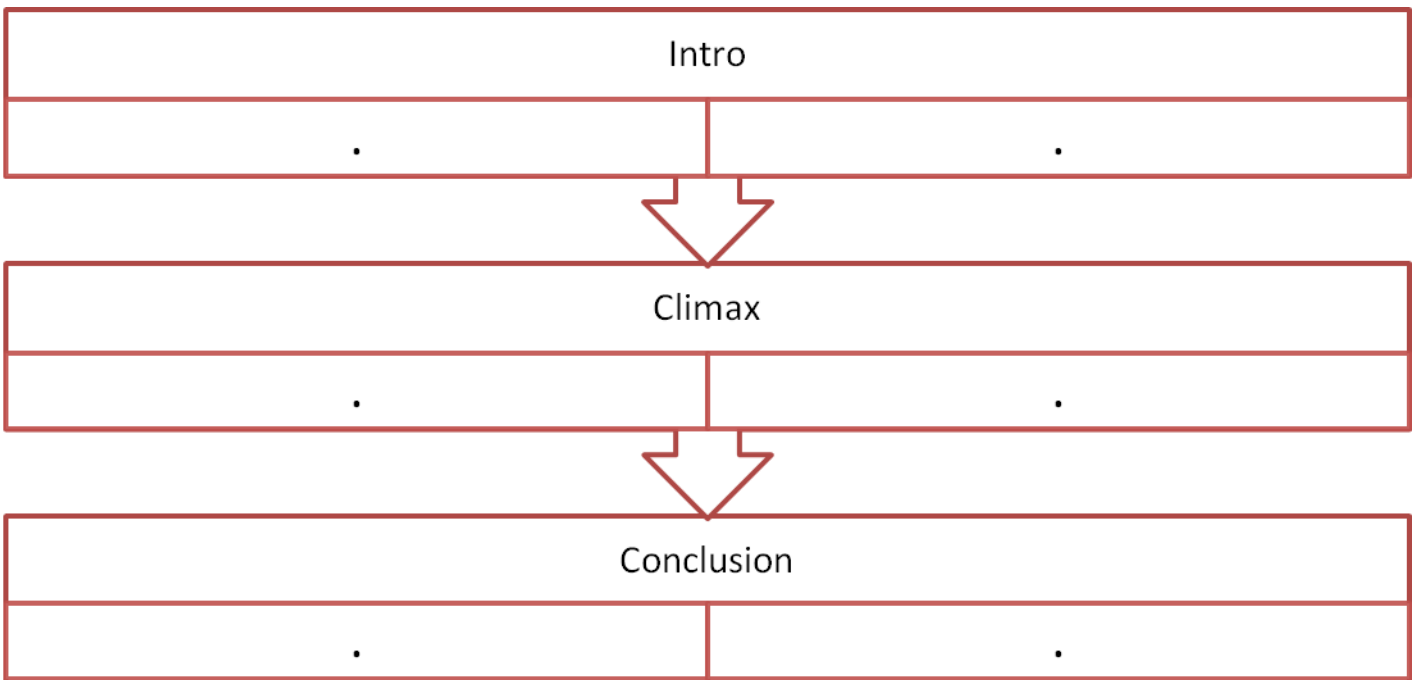 Intro
. .
Climax
. .
Conclusion
. .